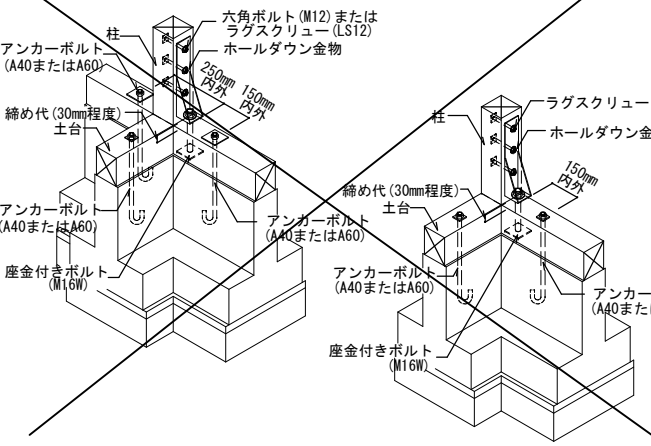 六角ボルト(M12)または
ラグスクリュー(LS12)
柱
ホールダウン金物
アンカーボルト
(A40またはA60)
250mm
内外
150mm
内外
締め代(30mm程度)
土台
アンカーボルト
(A40またはA60)
アンカーボルト
(A40またはA60)
座金付きボルト
(M16W)
ラグスクリュー
柱
ホールダウン金
150mm
内外
締め代(30mm程度)
土台
アンカーボルト
(A40またはA60)
アンカー
(A40また
座金付きボルト
(M16W)